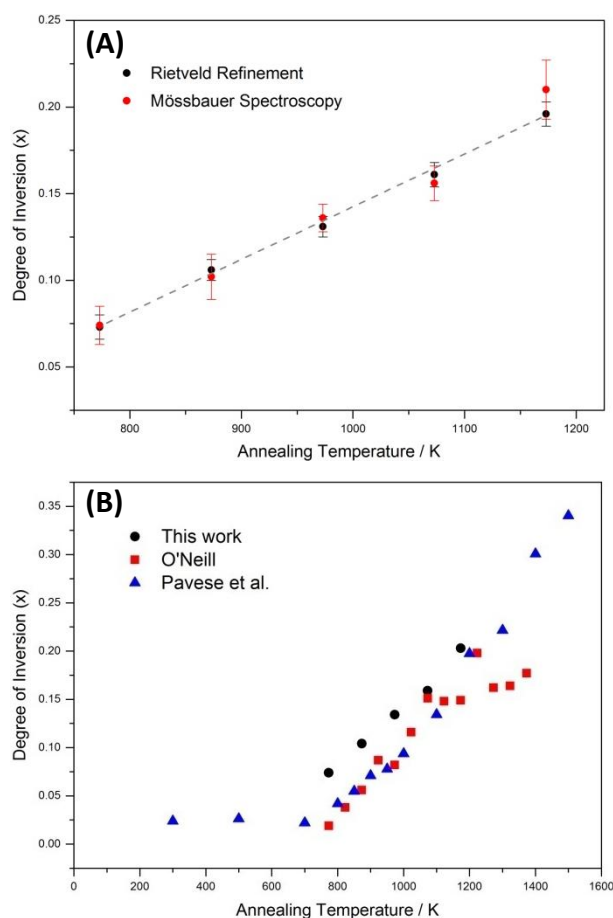 (A)
Rietveld Refinement
Mössbauer Spectroscopy
0.25
0.20
0.15
0.10
0.05
Degree of Inversion (x)
800 900 1000 1100 1200
Annealing Temperature / K
(B)
This work
O'Neill
Pavese et al.
0.35
0.30
0.25
0.20
0.15
0.10
0.05
0.00
Degree of Inversion (x)
0 200 400 600 800 1000 1200 1400 1600
Annealing Temperature / K